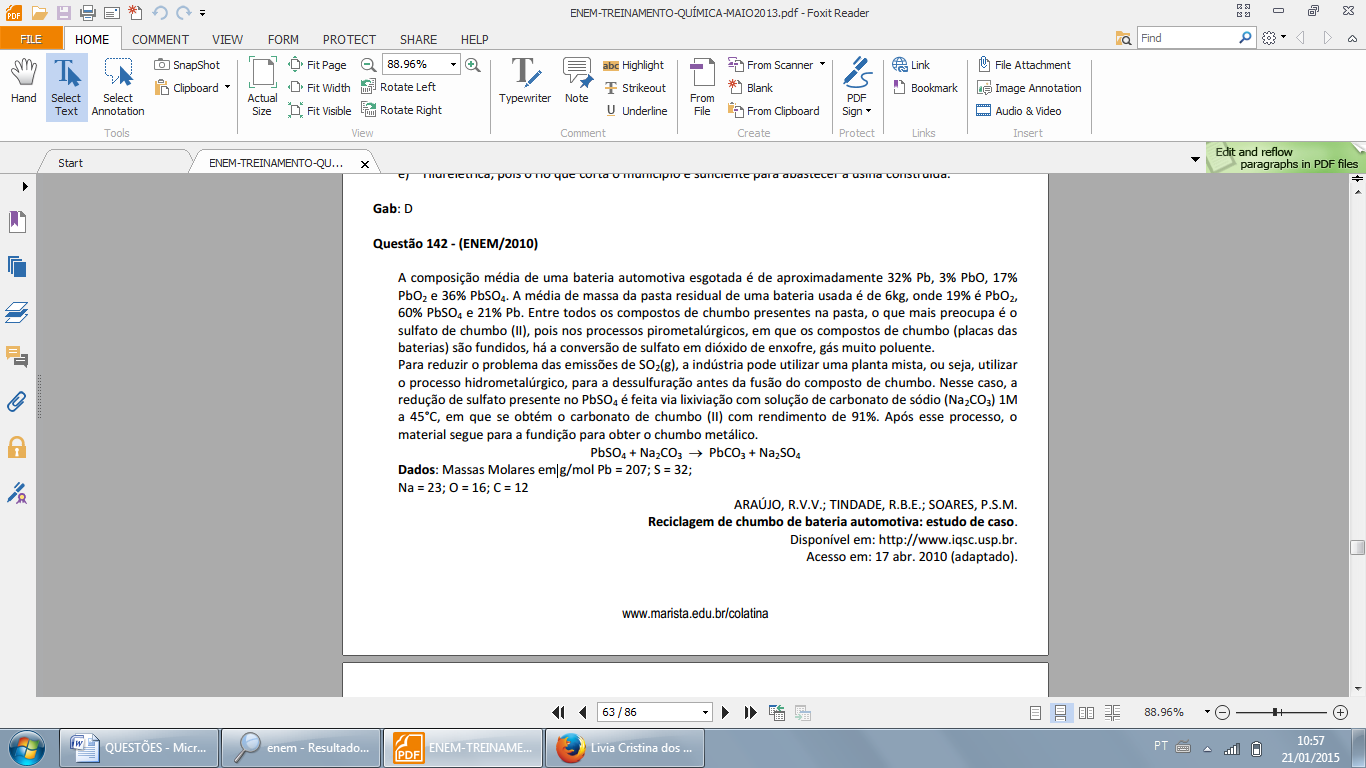 ENEM-TREINAMENTO-QUÍMICA-MAIO2013.pdf - Foxit Reader
FILE HOME COMMENT VIEW FORM PROTECT SHARE HELP
Find
Hand
Select Text
Select Annotation
SnapShot
Clipboard
Tools
Actual Size
Fit Page
Fit Width
Fit Visible
88.96%
Rotate Left
Rotate Right
View
Typewriter
Note
Highlight
Strikeout
Underline
Comment
From File
From Scanner
Blank
From Clipboard
Create
PDF Sign
Protect
Link
Bookmark
Links
File Attachment
Image Annotation
Audio & Video
Insert
Start
ENEM-TREINAMENTO-QU...
Edit and reflow
paragraphs in PDF files
e) Hidrelétrica, pois o rio que corta o município é suficiente para abastecer a usina construída.
Gab: D
Questão 142 - (ENEM/2010)
A composição média de uma bateria automotiva esgotada é de aproximadamente 32% Pb, 3% PbO, 17%
PbO₂ e 36% PbSO₄. A média de massa da pasta residual de uma bateria usada é de 6kg, onde 19% é PbO₂,
60% PbSO₄ e 21% Pb. Entre todos os compostos de chumbo presentes na pasta, o que mais preocupa é o
sulfato de chumbo (II), pois nos processos pirometalúrgicos, em que os compostos de chumbo (placas das
baterias) são fundidos, há a conversão de sulfato em dióxido de enxofre, gás muito poluente.
Para reduzir o problema das emissões de SO₂(g), a indústria pode utilizar uma planta mista, ou seja, utilizar
o processo hidrometalúrgico, para a dessulfuração antes da fusão do composto de chumbo. Nesse caso, a
redução de sulfato presente no PbSO₄ é feita via lixiviação com solução de carbonato de sódio (Na₂CO₃) 1M
a 45°C, em que se obtém o carbonato de chumbo (II) com rendimento de 91%. Após esse processo, o
material segue para a fundição para obter o chumbo metálico.
PbSO₄ + Na₂CO₃ → PbCO₃ + Na₂SO₄
Dados: Massas Molares em g/mol Pb = 207; S = 32;
Na = 23; O = 16; C = 12
ARAÚJO, R.V.V.; TINDADE, R.B.E.; SOARES, P.S.M.
Reciclagem de chumbo de bateria automotiva: estudo de caso.
Disponível em: http://www.iqsc.usp.br.
Acesso em: 17 abr. 2010 (adaptado).
www.marista.edu.br/colatina
63 / 86
88.96%
QUESTÕES - Micr...
enem - Resultado...
ENEM-TREINAME...
Livia Cristina dos ...
PT
10:57
21/01/2015